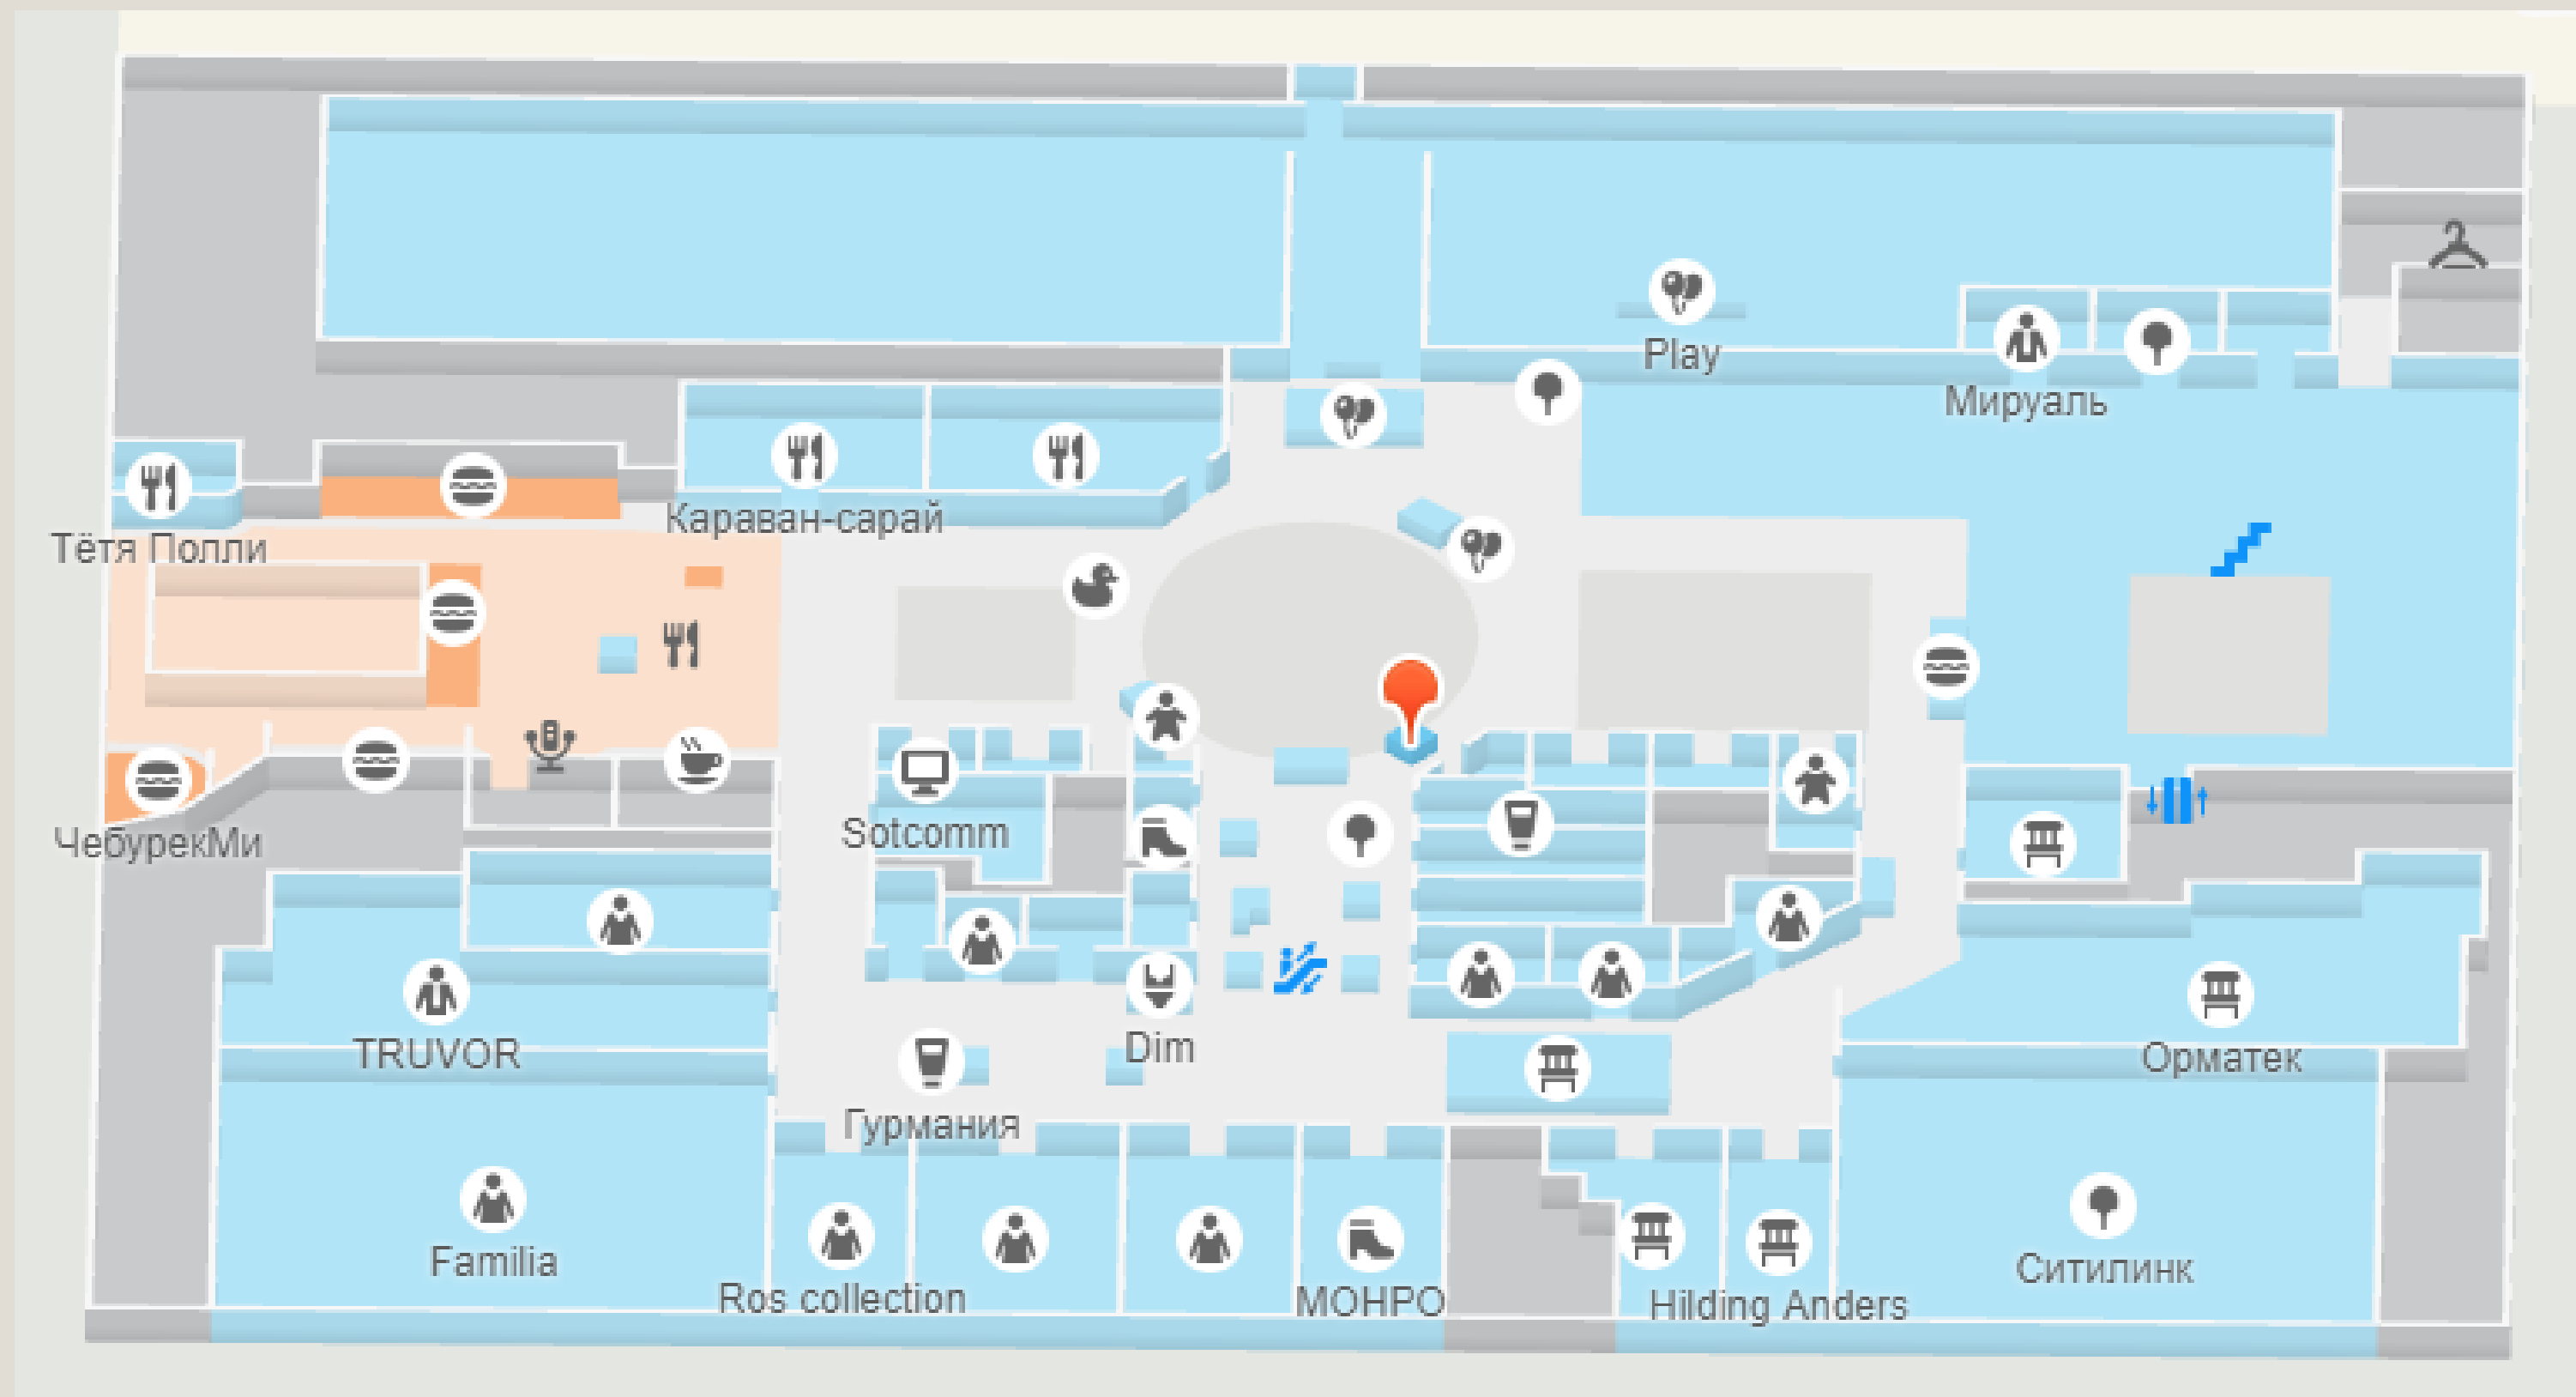 Play
Мируаль
Караван-сарай
Тётя Полли
Sotcomm
ЧебурекМи
TRUVOR
Dim
Орматек
Гурмания
Familia
Ситилинк
Ros collection
МОНРО
Hilding Anders